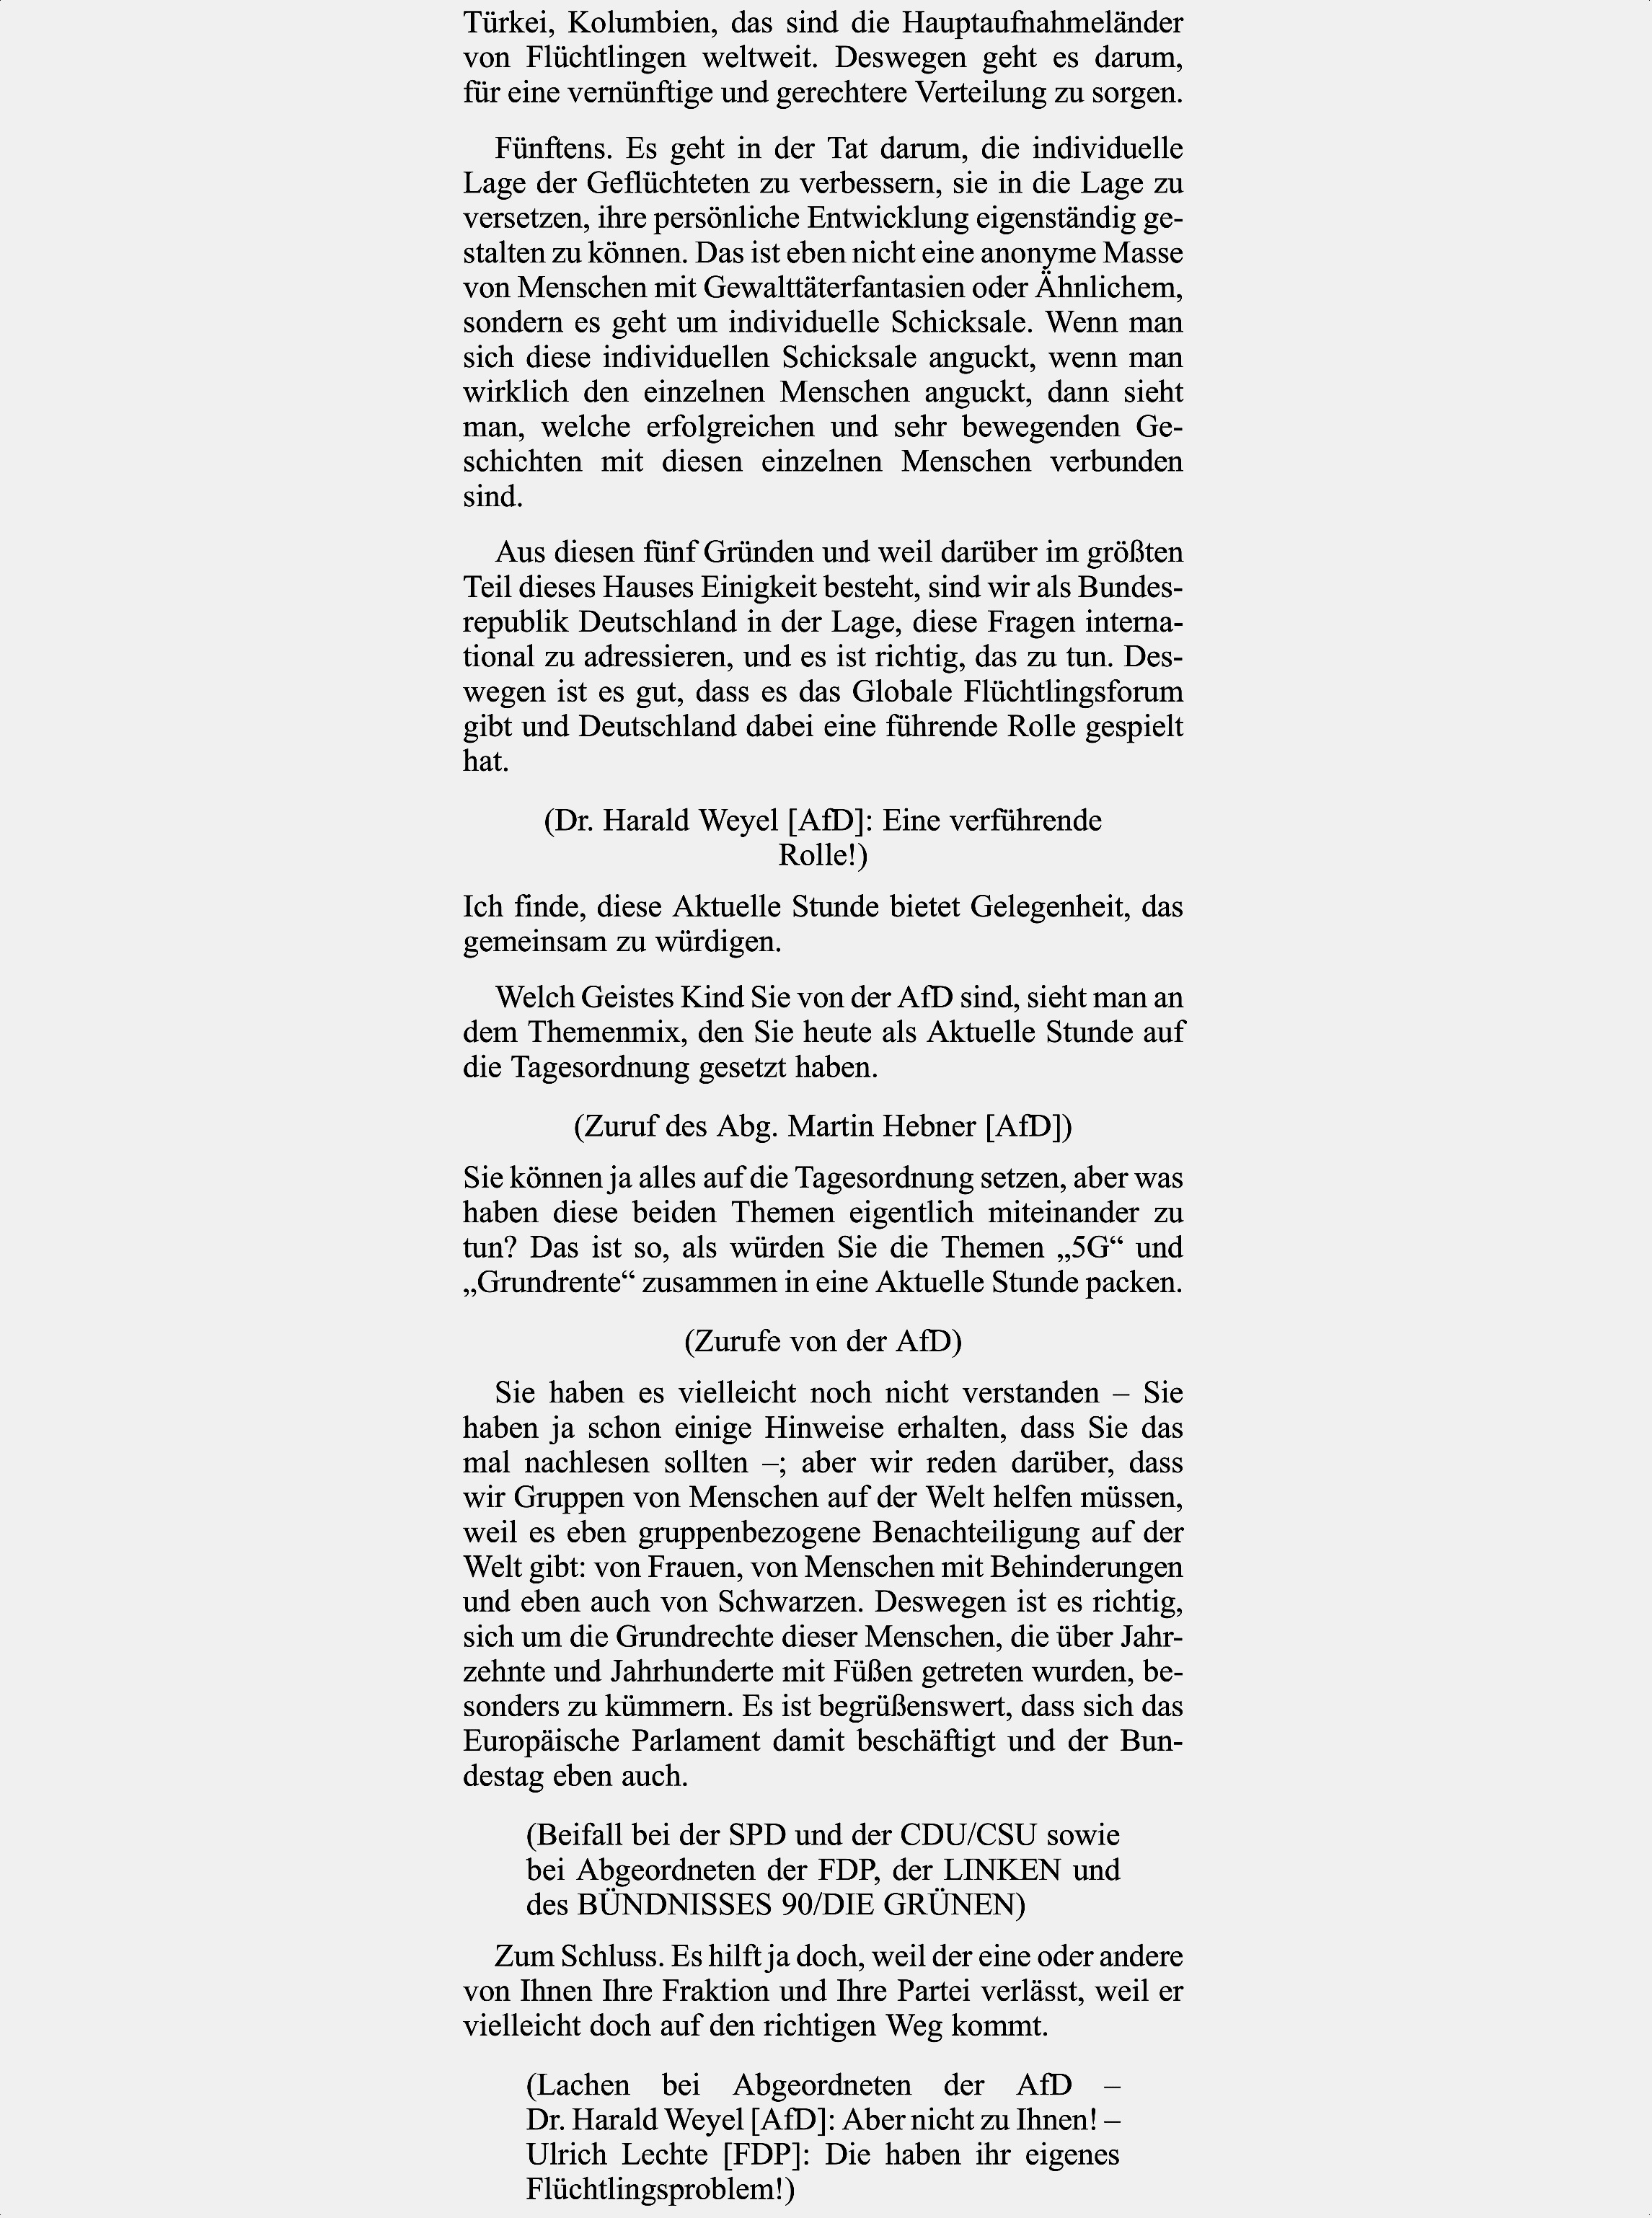 Türkei, Kolumbien, das sind die Hauptaufnahmeländer
von Flüchtlingen weltweit. Deswegen geht es darum,
für eine vernünftige und gerechtere Verteilung zu sorgen.
Fünftens. Es geht in der Tat darum, die individuelle
Lage der Geflüchteten zu verbessern, sie in die Lage zu
versetzen, ihre persönliche Entwicklung eigenständig ge-
stalten zu können. Das ist eben nicht eine anonyme Masse
von Menschen mit Gewalttäterfantasien oder Ähnlichem,
sondern es geht um individuelle Schicksale. Wenn man
sich diese individuellen Schicksale anguckt, wenn man
wirklich den einzelnen Menschen anguckt, dann sieht
man, welche erfolgreichen und sehr bewegenden Ge-
schichten mit diesen einzelnen Menschen verbunden
sind.
Aus diesen fünf Gründen und weil darüber im größten
Teil dieses Hauses Einigkeit besteht, sind wir als Bundes-
republik Deutschland in der Lage, diese Fragen interna-
tional zu adressieren, und es ist richtig, das zu tun. Des-
wegen ist es gut, dass es das Globale Flüchtlingsforum
gibt und Deutschland dabei eine führende Rolle gespielt
hat.
(Dr. Harald Weyel [AfD]: Eine verführende
Rolle!)
Ich finde, diese Aktuelle Stunde bietet Gelegenheit, das
gemeinsam zu würdigen.
Welch Geistes Kind Sie von der AfD sind, sieht man an
dem Themenmix, den Sie heute als Aktuelle Stunde auf
die Tagesordnung gesetzt haben.
(Zuruf des Abg. Martin Hebner [AfD])
Sie können ja alles auf die Tagesordnung setzen, aber was
haben diese beiden Themen eigentlich miteinander zu
tun? Das ist so, als würden Sie die Themen „5G“ und
„Grundrente“ zusammen in eine Aktuelle Stunde packen.
(Zurufe von der AfD)
Sie haben es vielleicht noch nicht verstanden – Sie
haben ja schon einige Hinweise erhalten, dass Sie das
mal nachlesen sollten –; aber wir reden darüber, dass
wir Gruppen von Menschen auf der Welt helfen müssen,
weil es eben gruppenbezogene Benachteiligung auf der
Welt gibt: von Frauen, von Menschen mit Behinderungen
und eben auch von Schwarzen. Deswegen ist es richtig,
sich um die Grundrechte dieser Menschen, die über Jahr-
zehnte und Jahrhunderte mit Füßen getreten wurden, be-
sonders zu kümmern. Es ist begrüßenswert, dass sich das
Europäische Parlament damit beschäftigt und der Bun-
destag eben auch.
(Beifall bei der SPD und der CDU/CSU sowie
bei Abgeordneten der FDP, der LINKEN und
des BÜNDNISSES 90/DIE GRÜNEN)
Zum Schluss. Es hilft ja doch, weil der eine oder andere
von Ihnen Ihre Fraktion und Ihre Partei verlässt, weil er
vielleicht doch auf den richtigen Weg kommt.
(Lachen bei Abgeordneten der AfD –
Dr. Harald Weyel [AfD]: Aber nicht zu Ihnen! –
Ulrich Lechte [FDP]: Die haben ihr eigenes
Flüchtlingsproblem!)